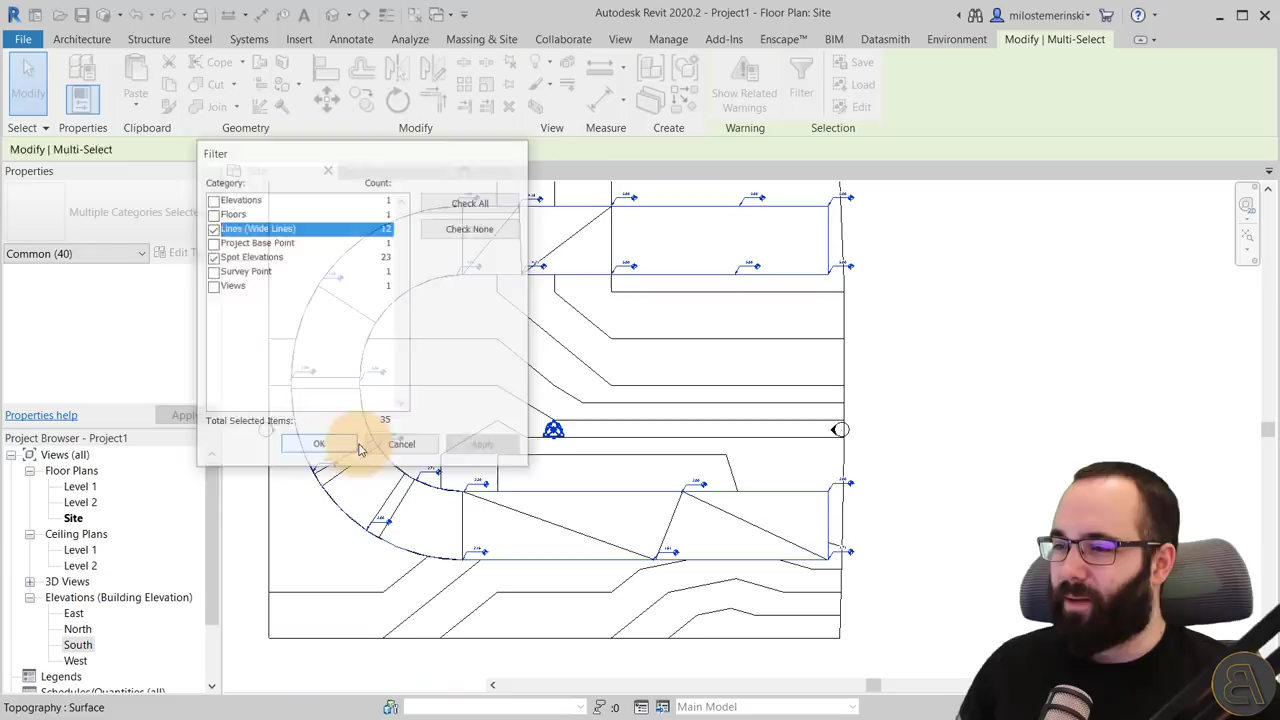 Autodesk Revit 2020.2 - Project1 - Floor Plan: Site
milostemerinski
File Architecture Structure Steel Systems Insert Annotate Analyze Massing & Site Collaborate View Manage Add-Ins Enscape™ BIM Datasmith Environment Modify | Multi-Select
Modify
Paste
Cope
Cut
Join
Show Related Warnings
Filter
Save
Load
Edit
Select Properties Clipboard Geometry Modify View Measure Create Warning Selection
Modify | Multi-Select
Properties
Multiple Categories Selecte
Common (40)
Edit T
Properties help
Appl
Filter
Site
Category: Count:
Elevations 1
Floors 1
Lines (Wide Lines) 12
Project Base Point 1
Spot Elevations 23
Survey Point 1
Views 1
Check All
Check None
Total Selected Items: 35
OK Cancel Apply
Project Browser - Project1
Views (all)
Floor Plans
Level 1
Level 2
Site
Ceiling Plans
Level 1
Level 2
3D Views
Elevations (Building Elevation)
East
North
South
West
Legends
Schedules/Quantities (all)
Topography : Surface
:0
Main Model